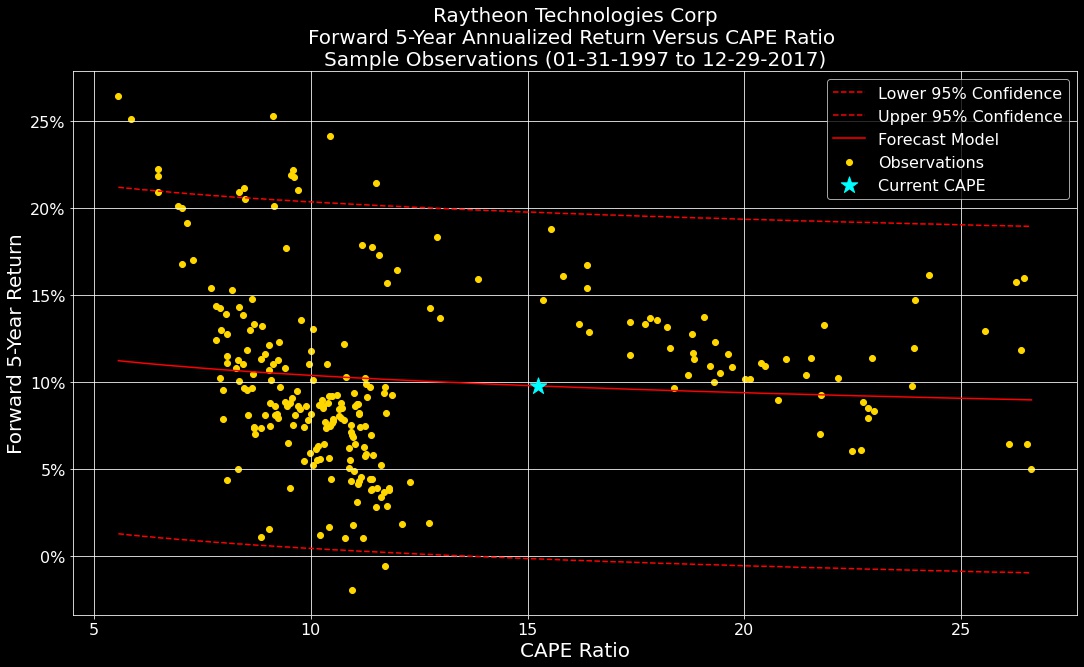 Raytheon Technologies Corp
Forward 5-Year Annualized Return Versus CAPE Ratio
Sample Observations (01-31-1997 to 12-29-2017)
Lower 95% Confidence
Upper 95% Confidence
Forecast Model
Observations
Current CAPE
Forward 5-Year Return
25%
20%
15%
10%
5%
0%
5
10
15
20
25
CAPE Ratio